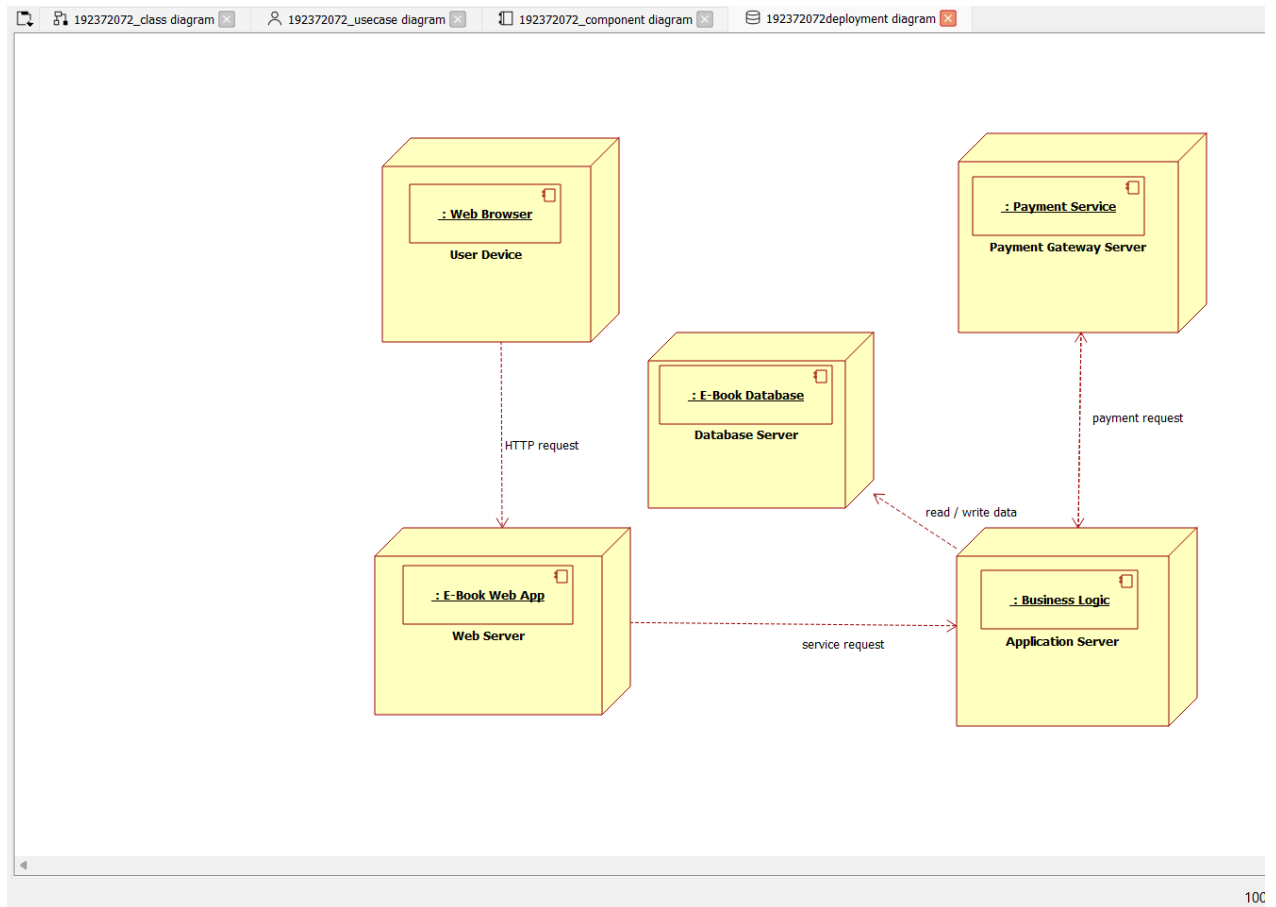 192372072_class diagram
192372072_usecase diagram
192372072_component diagram
192372072deployment diagram
: Web Browser
User Device
: Payment Service
Payment Gateway Server
: E-Book Database
Database Server
payment request
HTTP request
read / write data
: E-Book Web App
Web Server
: Business Logic
Application Server
service request
100